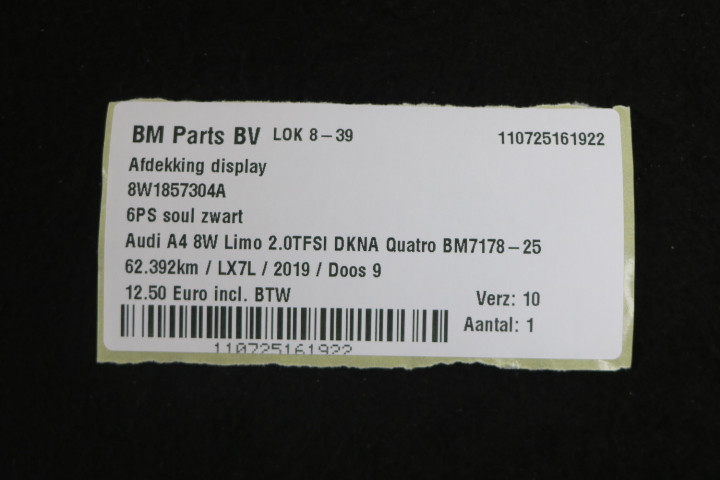 BM Parts BV LOK 8-39 110725161922
Afdekking display
8W1857304A
6PS soul zwart
Audi A4 8W Limo 2.0TFSI DKNA Quatro BM7178-25
62.392km / LX7L / 2019 / Doos 9
12.50 Euro incl. BTW Verz: 10
Aantal: 1
110725161922